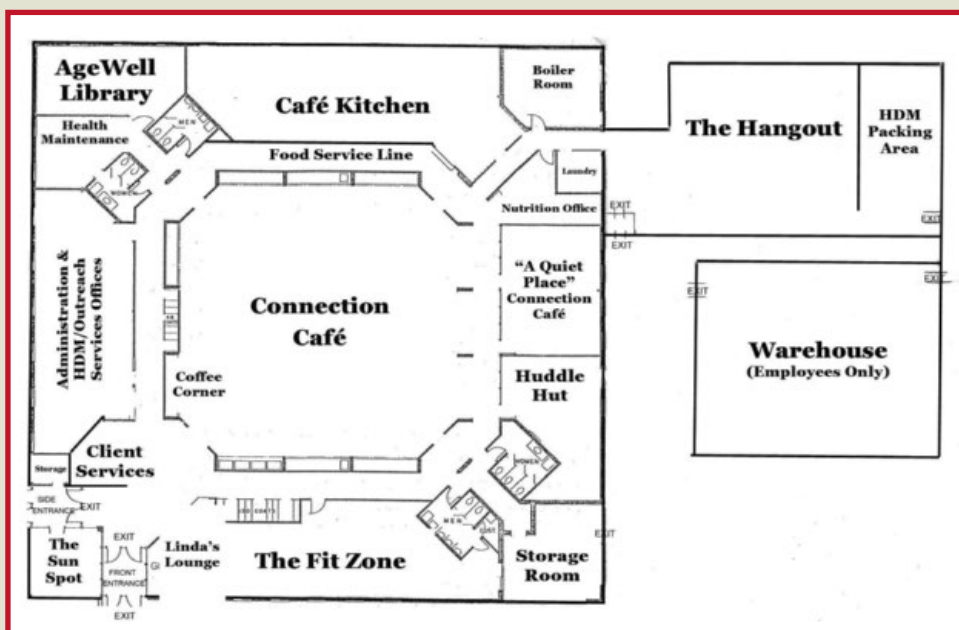 AgeWell
Library
Café Kitchen
Boiler
Room
The Hangout
HDM
Packing
Area
MEN
Health
Maintenance
Food Service Line
Laundry
WOMEN
Nutrition Office
EXIT
EXIT
EXIT
Administration &
HDM/Outreach
Services Offices
Connection
Café
"A Quiet
Place"
Connection
Café
EXIT
EXIT
Warehouse
(Employees Only)
Coffee
Corner
Huddle
Hut
Client
Services
Storage
WOMEN
SIDE
ENTRANCE
EXIT
COATS
MEN
EXIT
The
Sun
Spot
EXIT
FRONT
ENTRANCE
EXIT
Linda's
Lounge
The Fit Zone
Storage
Room